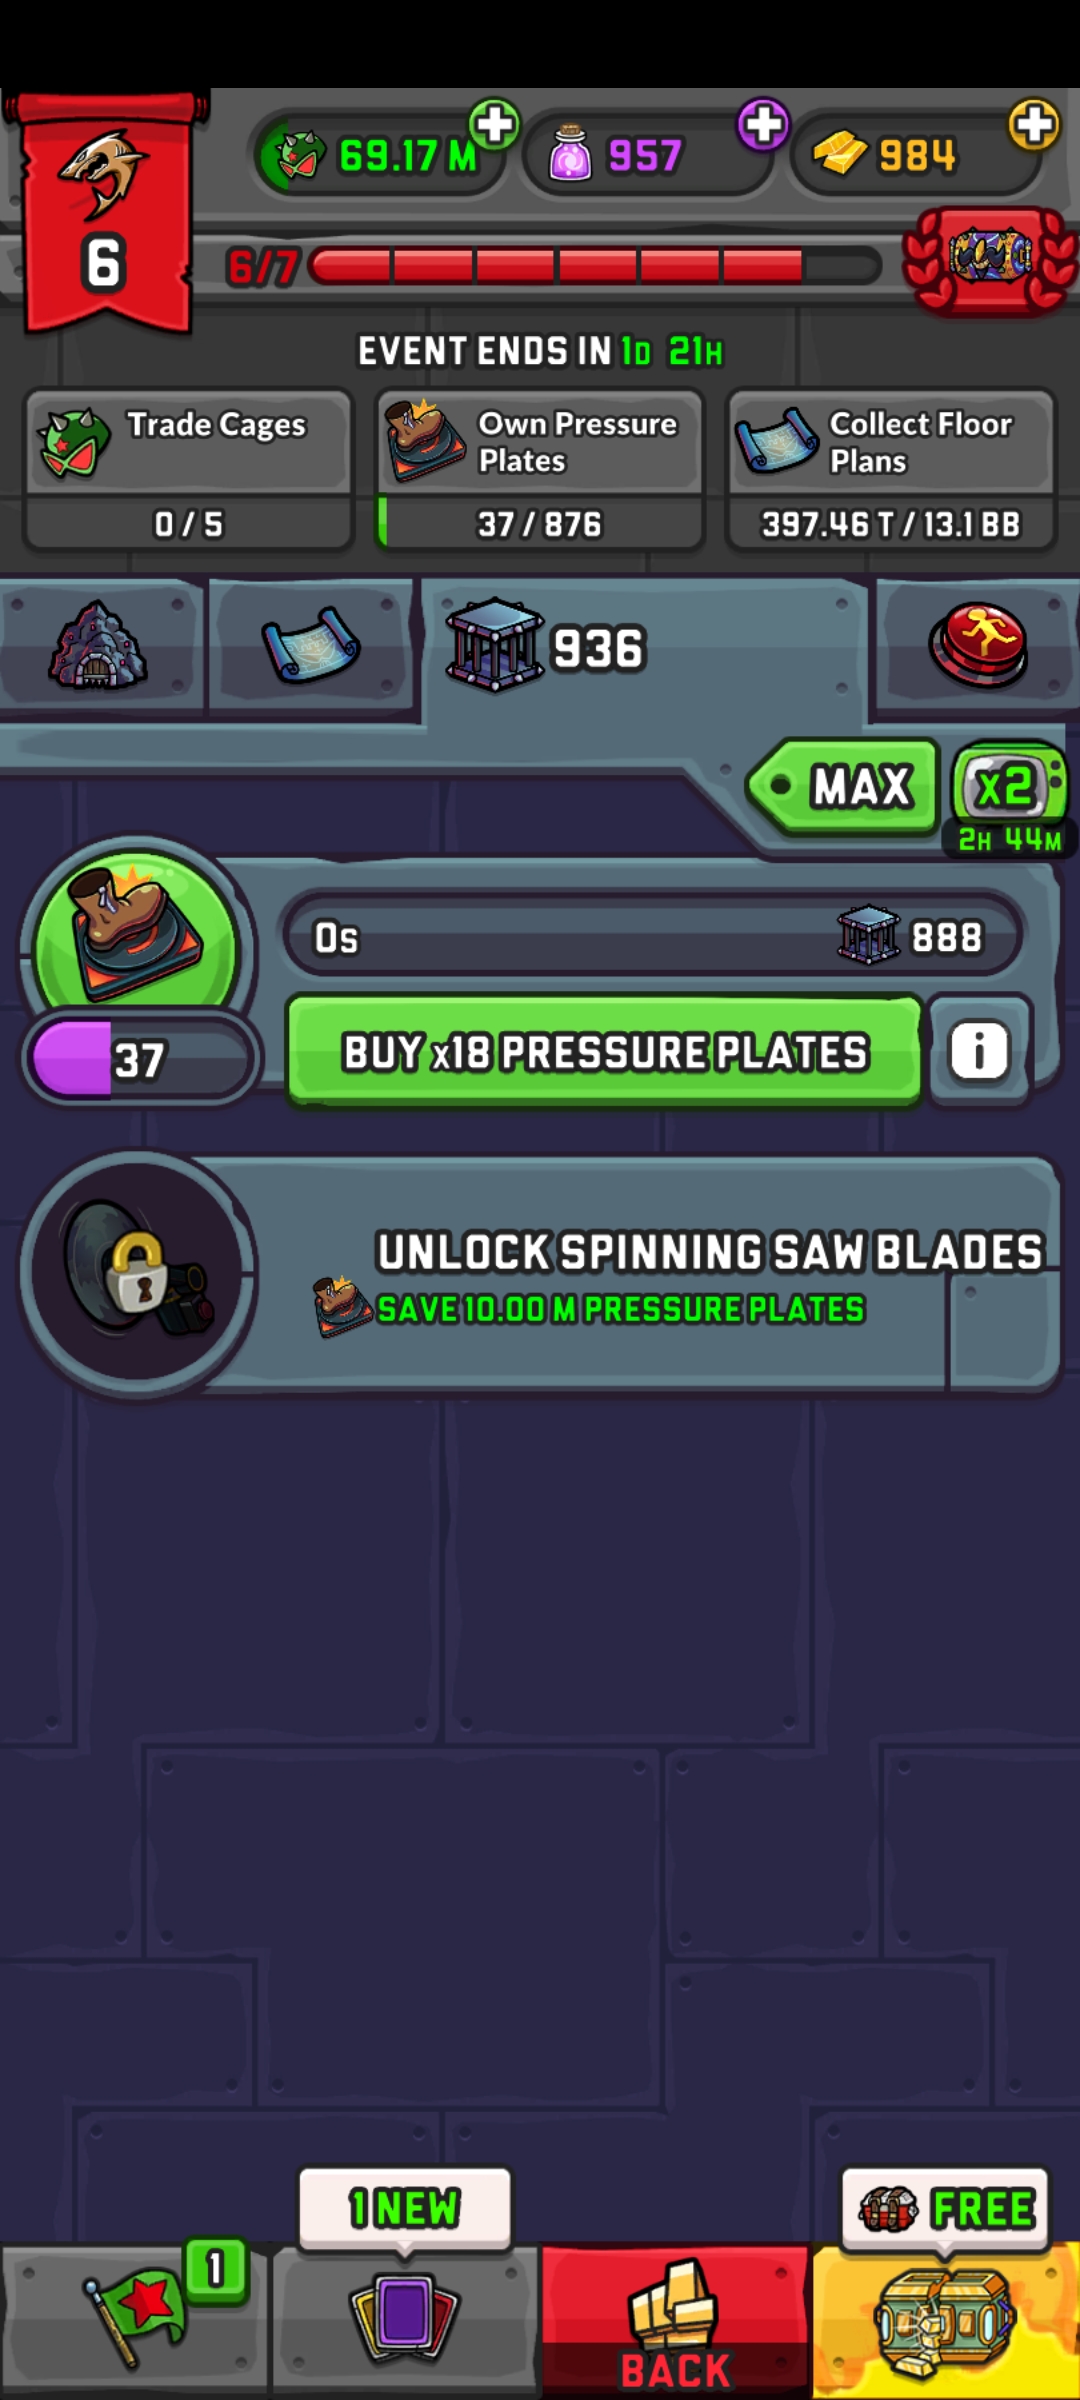 69.17 M
957
984
6
6/7
EVENT ENDS IN 1D 21H
Trade Cages
0 / 5
Own Pressure
Plates
37 / 876
Collect Floor
Plans
397.46 T / 13.1 BB
936
MAX
x2
2H 44M
0s
888
37
BUY x18 PRESSURE PLATES
i
UNLOCK SPINNING SAW BLADES
SAVE 10.00 M PRESSURE PLATES
1 NEW
FREE
1
BACK